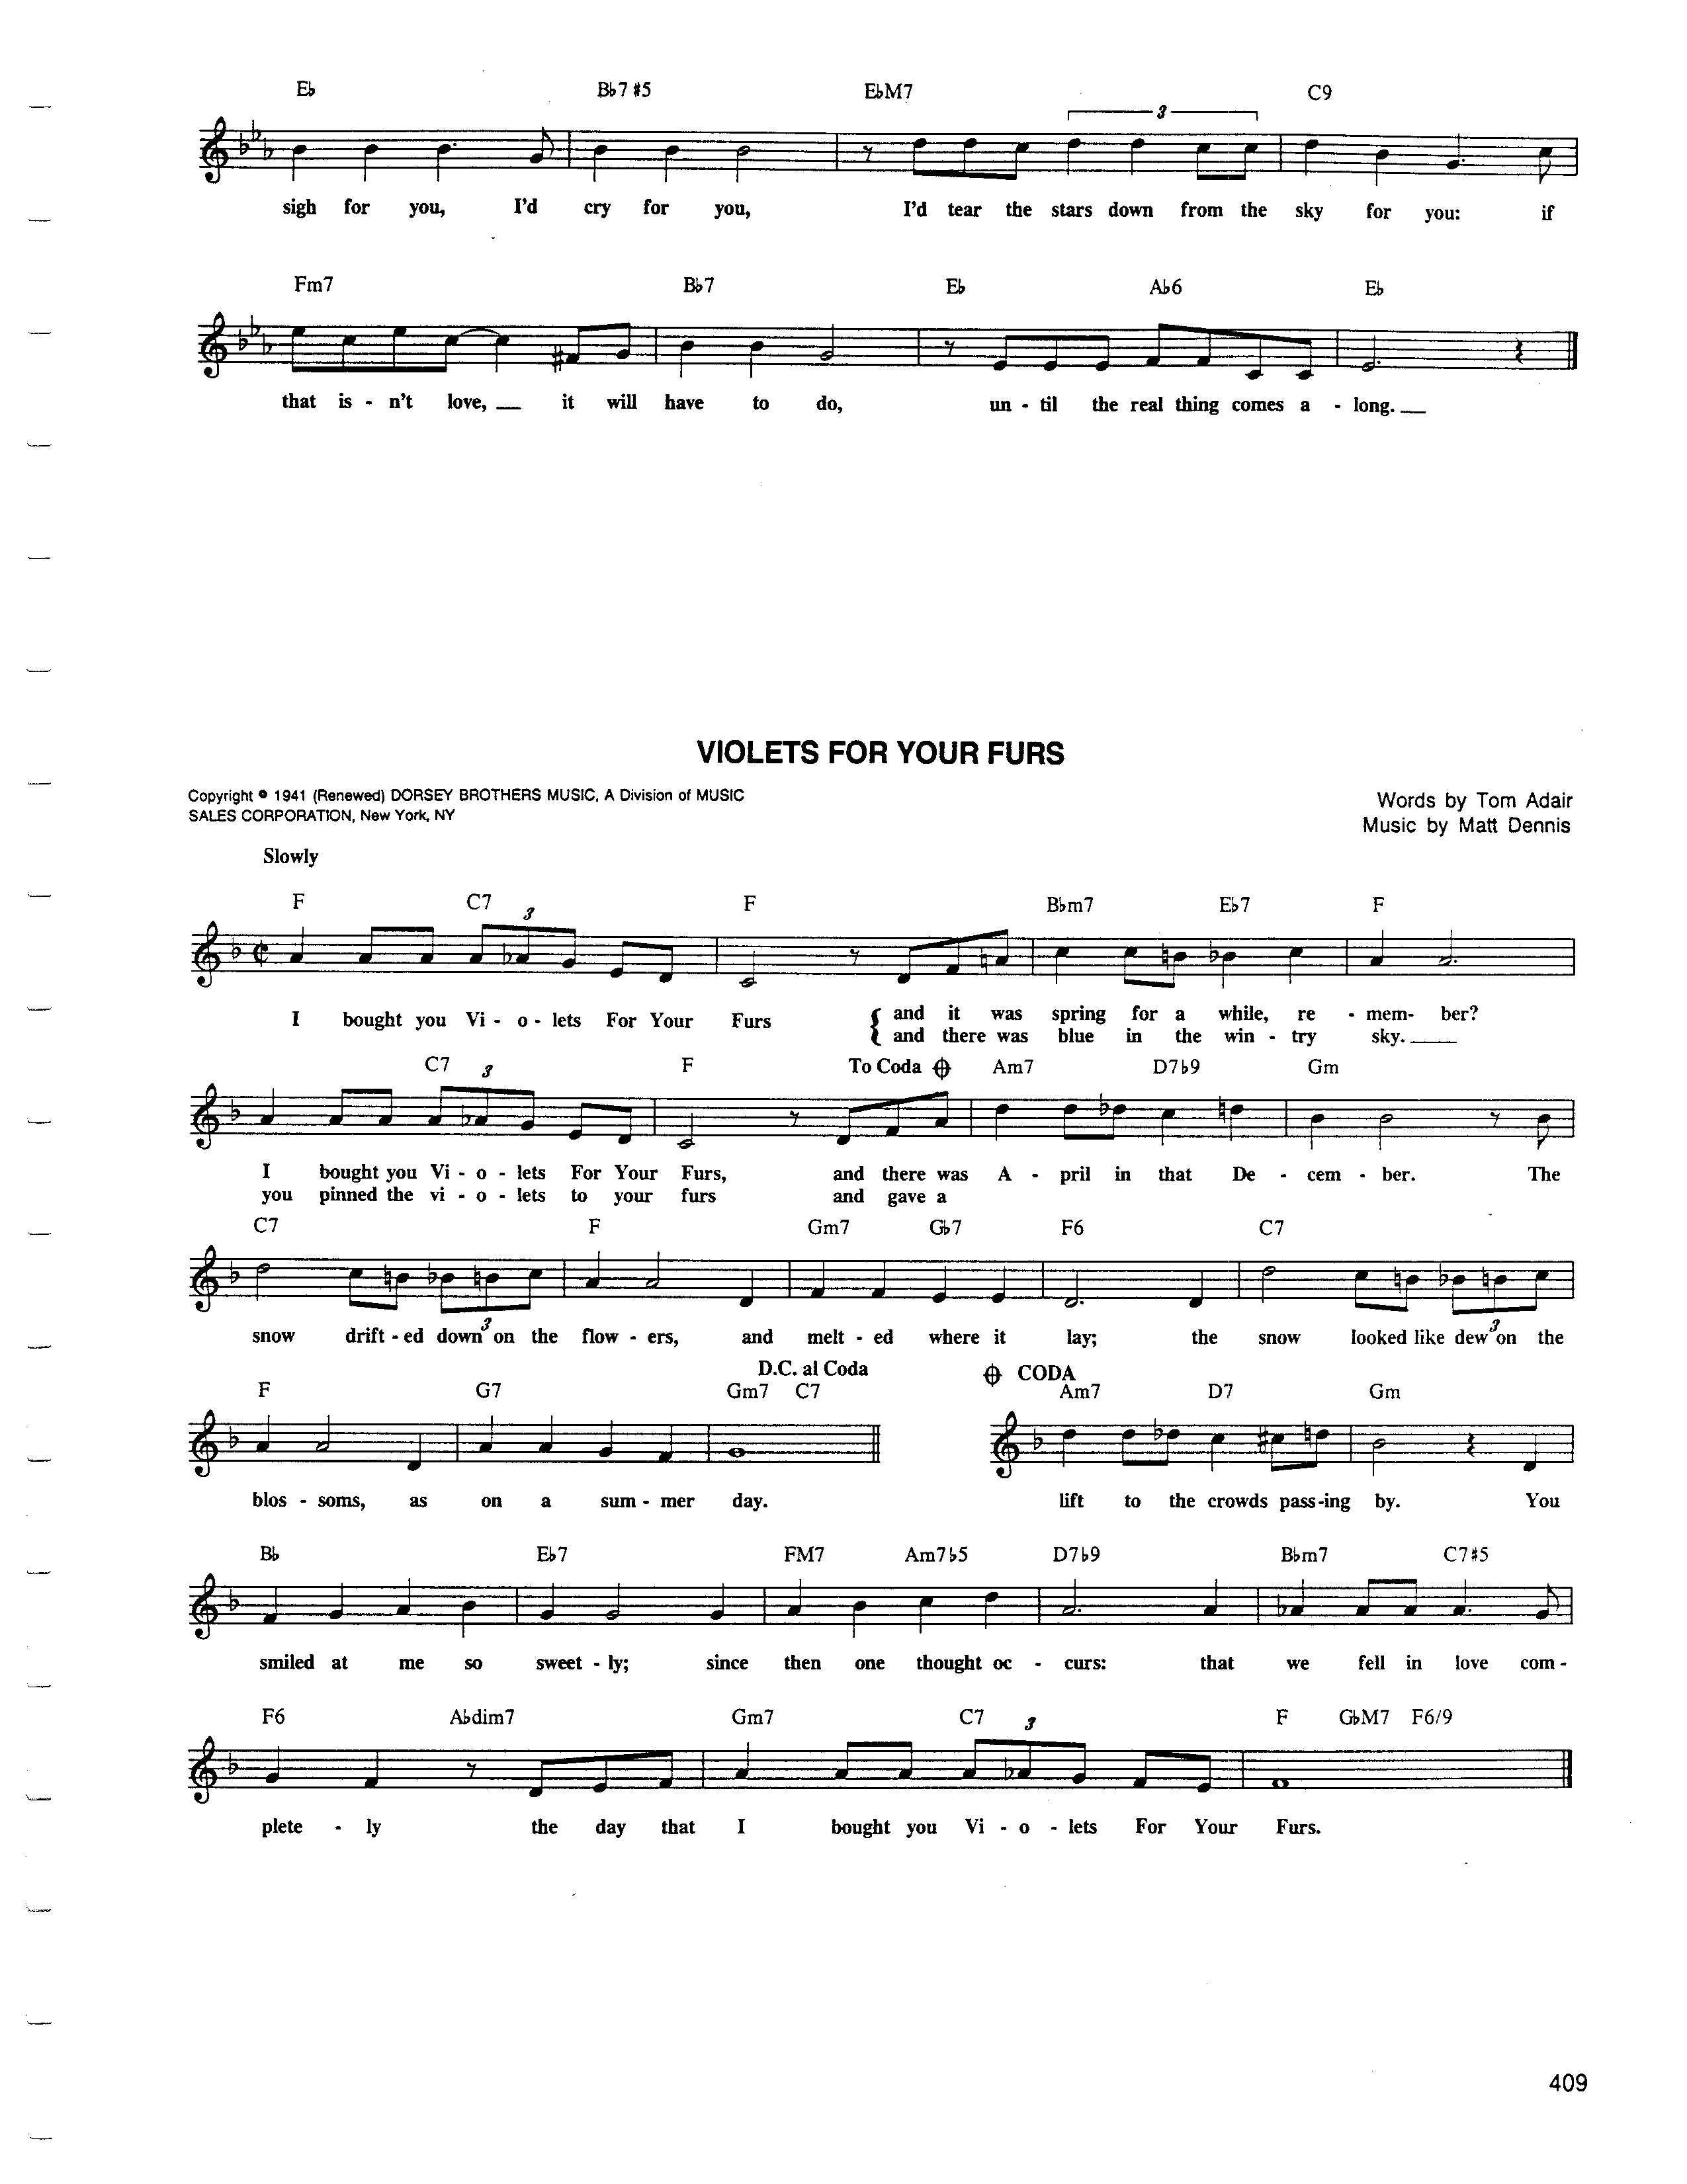 E♭ B♭7♯5 E♭M7 C9
3
sigh for you, I'd cry for you, I'd tear the stars down from the sky for you: if
Fm7 B♭7 E♭ A♭6 E♭
that is - n't love, it will have to do, un - til the real thing comes a - long.
VIOLETS FOR YOUR FURS
Copyright © 1941 (Renewed) DORSEY BROTHERS MUSIC, A Division of MUSIC
SALES CORPORATION, New York, NY
Words by Tom Adair
Music by Matt Dennis
Slowly
F C7 3 F B♭m7 E♭7 F
I bought you Vi - o - lets For Your Furs { and it was spring for a while, re - mem- ber?
and there was blue in the win - try sky.
C7 3 F To Coda Am7 D7♭9 Gm
I bought you Vi - o - lets For Your Furs, and there was A - pril in that De - cem - ber. The
you pinned the vi - o - lets to your furs and gave a
C7 F Gm7 G♭7 F6 C7
3 3
snow drift - ed down on the flow - ers, and melt - ed where it lay; the snow looked like dew on the
D.C. al Coda CODA
F G7 Gm7 C7 Am7 D7 Gm
blos - soms, as on a sum - mer day. lift to the crowds pass -ing by. You
B♭ E♭7 FM7 Am7♭5 D7♭9 B♭m7 C7♯5
smiled at me so sweet - ly; since then one thought oc - curs: that we fell in love com -
F6 A♭dim7 Gm7 C7 3 F G♭M7 F6/9
plete - ly the day that I bought you Vi - o - lets For Your Furs.
409